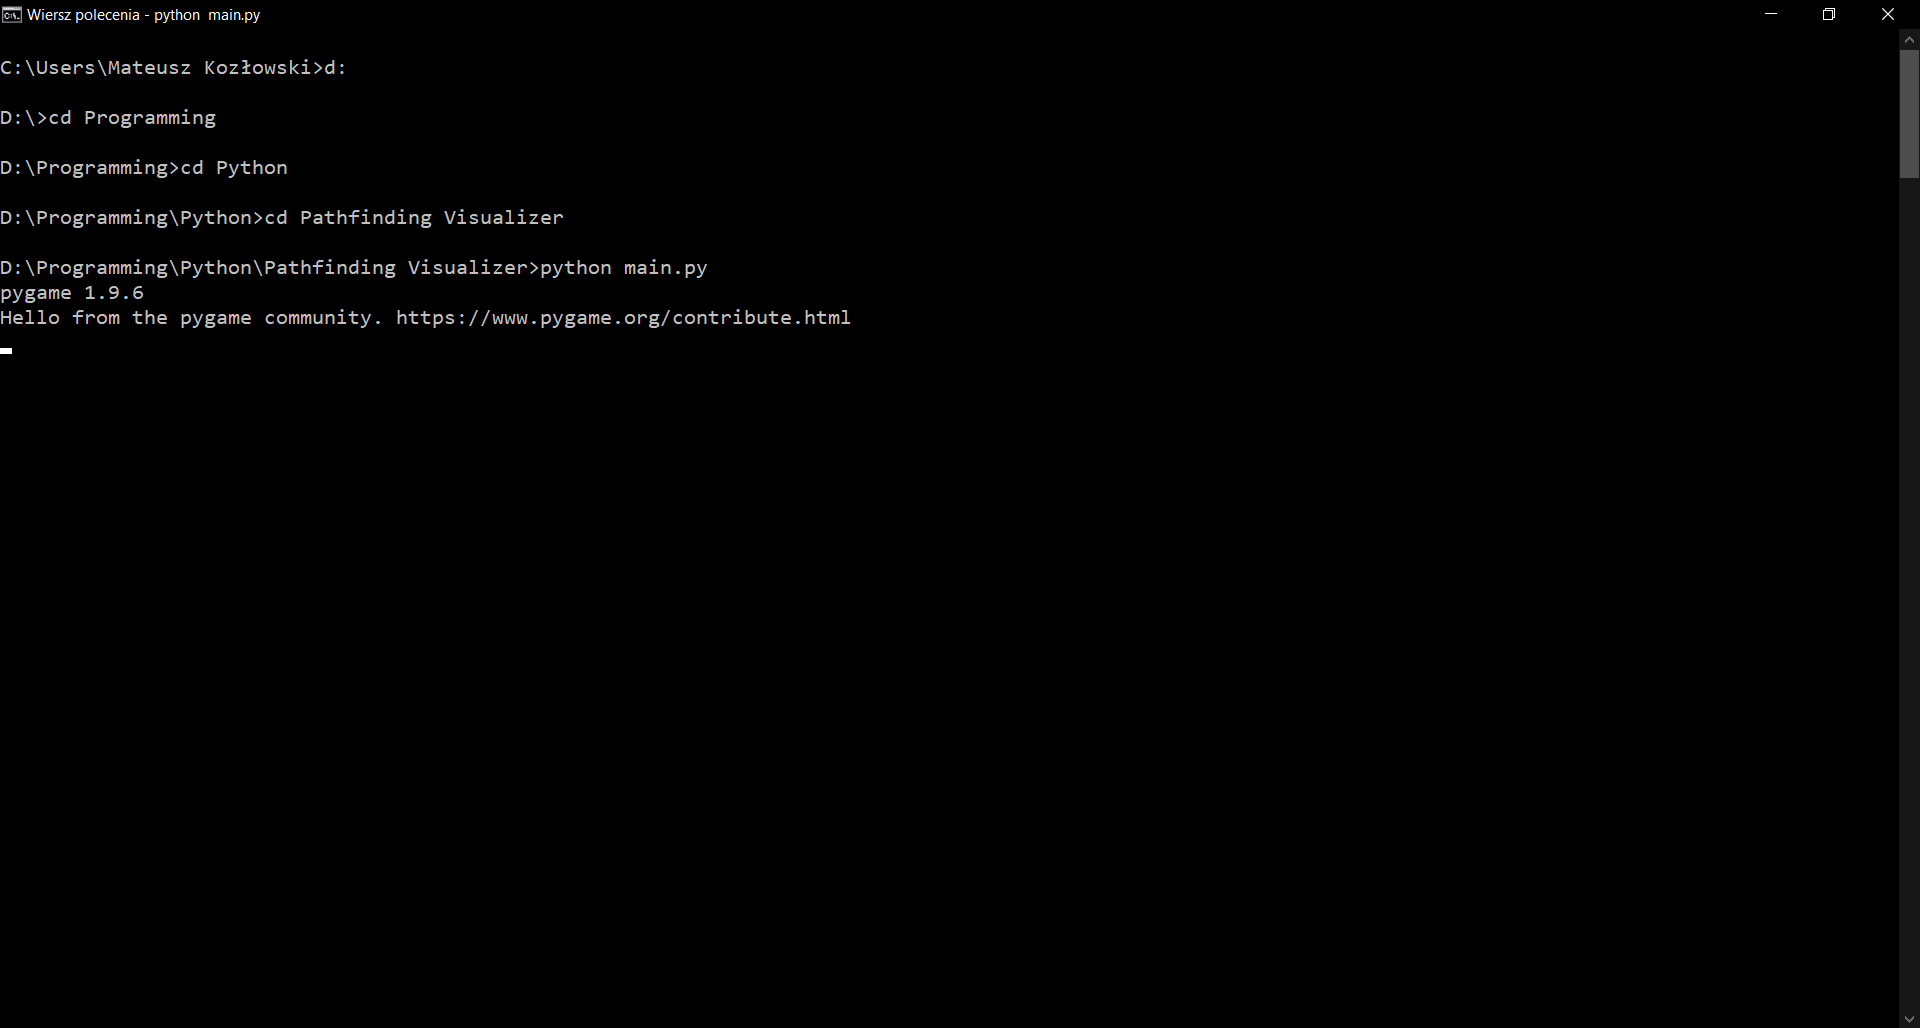 Wiersz polecenia - python  main.py
C:\Users\Mateusz Kozłowski>d:
D:\>cd Programming
D:\Programming>cd Python
D:\Programming\Python>cd Pathfinding Visualizer
D:\Programming\Python\Pathfinding Visualizer>python main.py
pygame 1.9.6
Hello from the pygame community. https://www.pygame.org/contribute.html